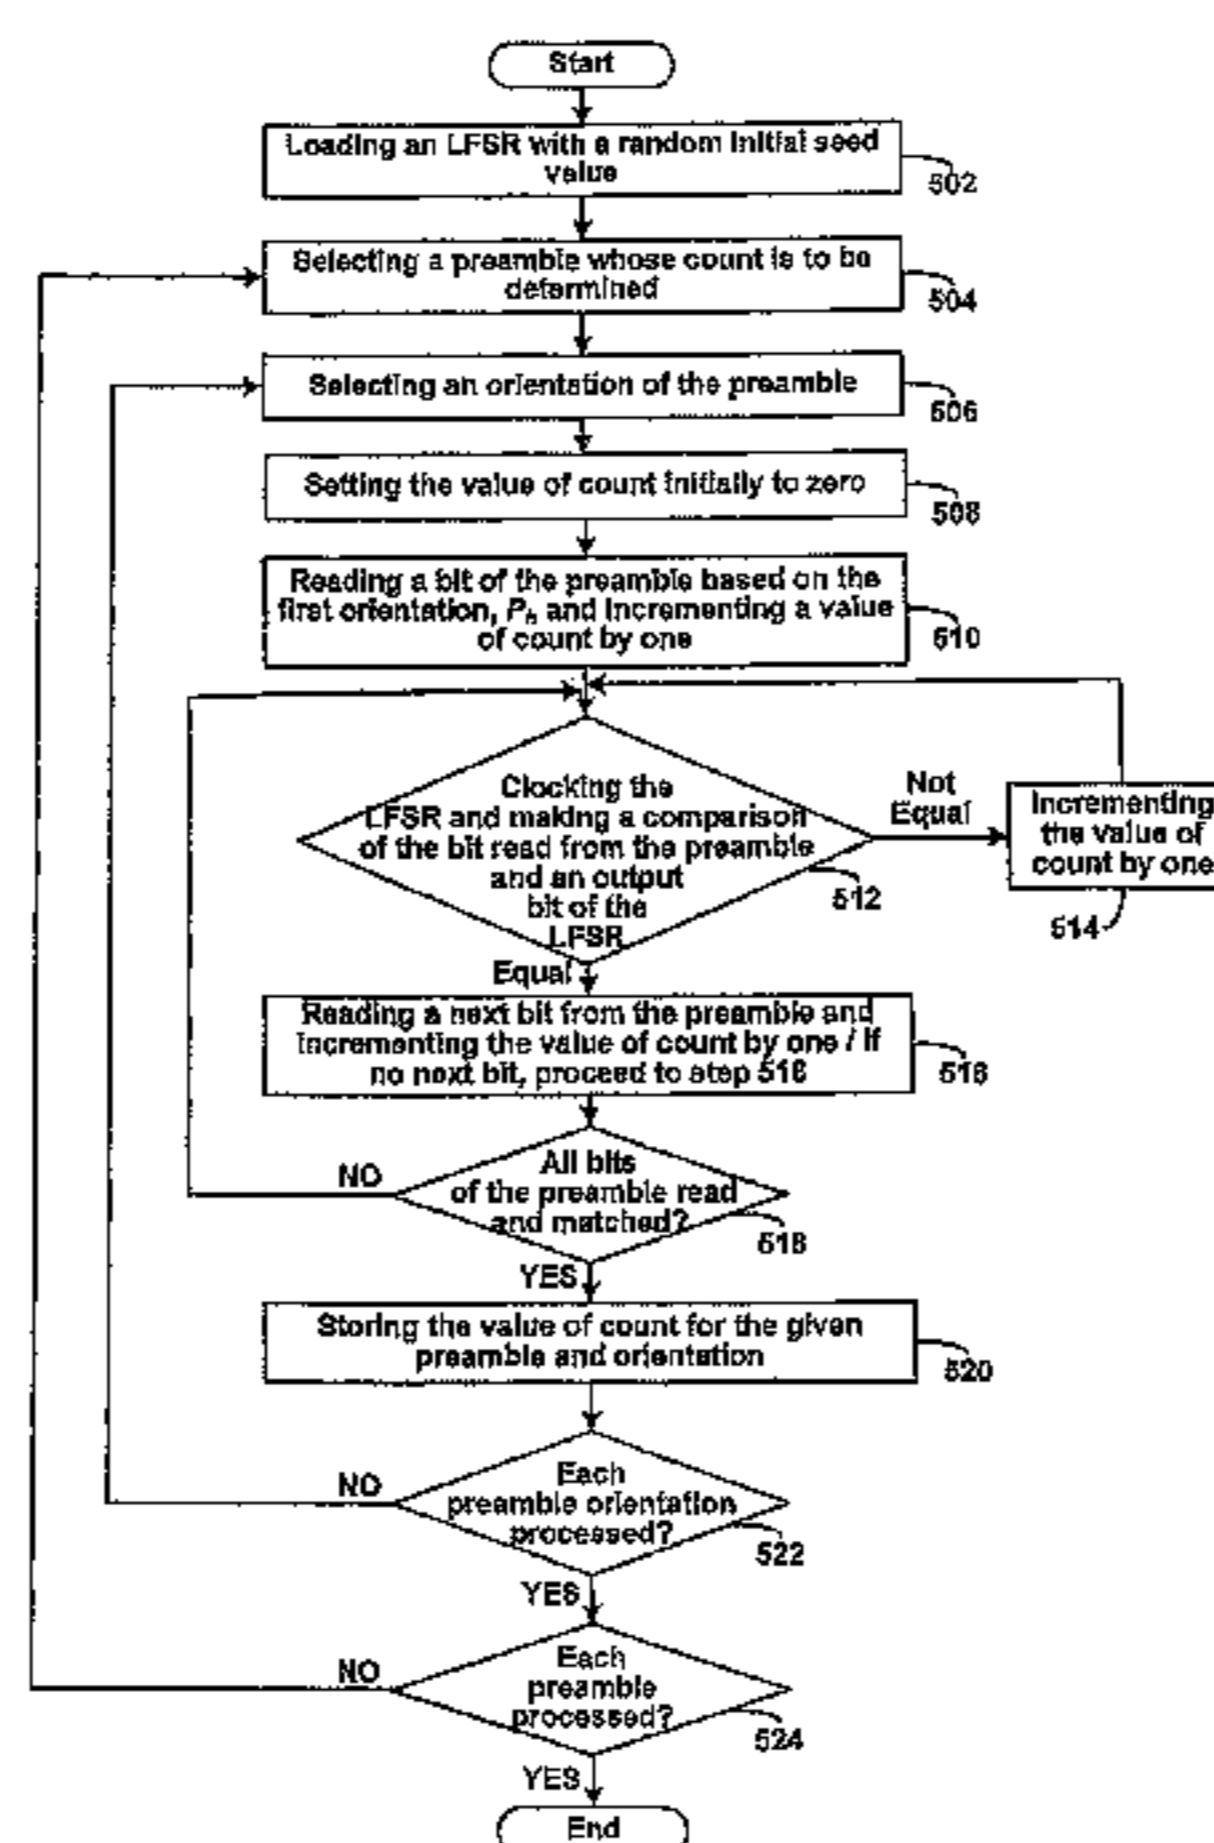 Start
Loading an LFSR with a random initial seed
value
502
Selecting a preamble whose count is to be
determined
504
Selecting an orientation of the preamble
506
Setting the value of count initially to zero
508
Reading a bit of the preamble based on the
first orientation, Pₕ and incrementing a value
of count by one
510
Clocking the
LFSR and making a comparison
of the bit read from the preamble
and an output
bit of the
LFSR
512
Not
Equal
Incrementing
the value of
count by one
514
Equal
Reading a next bit from the preamble and
incrementing the value of count by one / if
no next bit, proceed to step 518
516
All bits
of the preamble read
and matched?
NO
518
YES
Storing the value of count for the given
preamble and orientation
520
Each
preamble orientation
processed?
NO
522
YES
Each
preamble
processed?
NO
524
YES
End